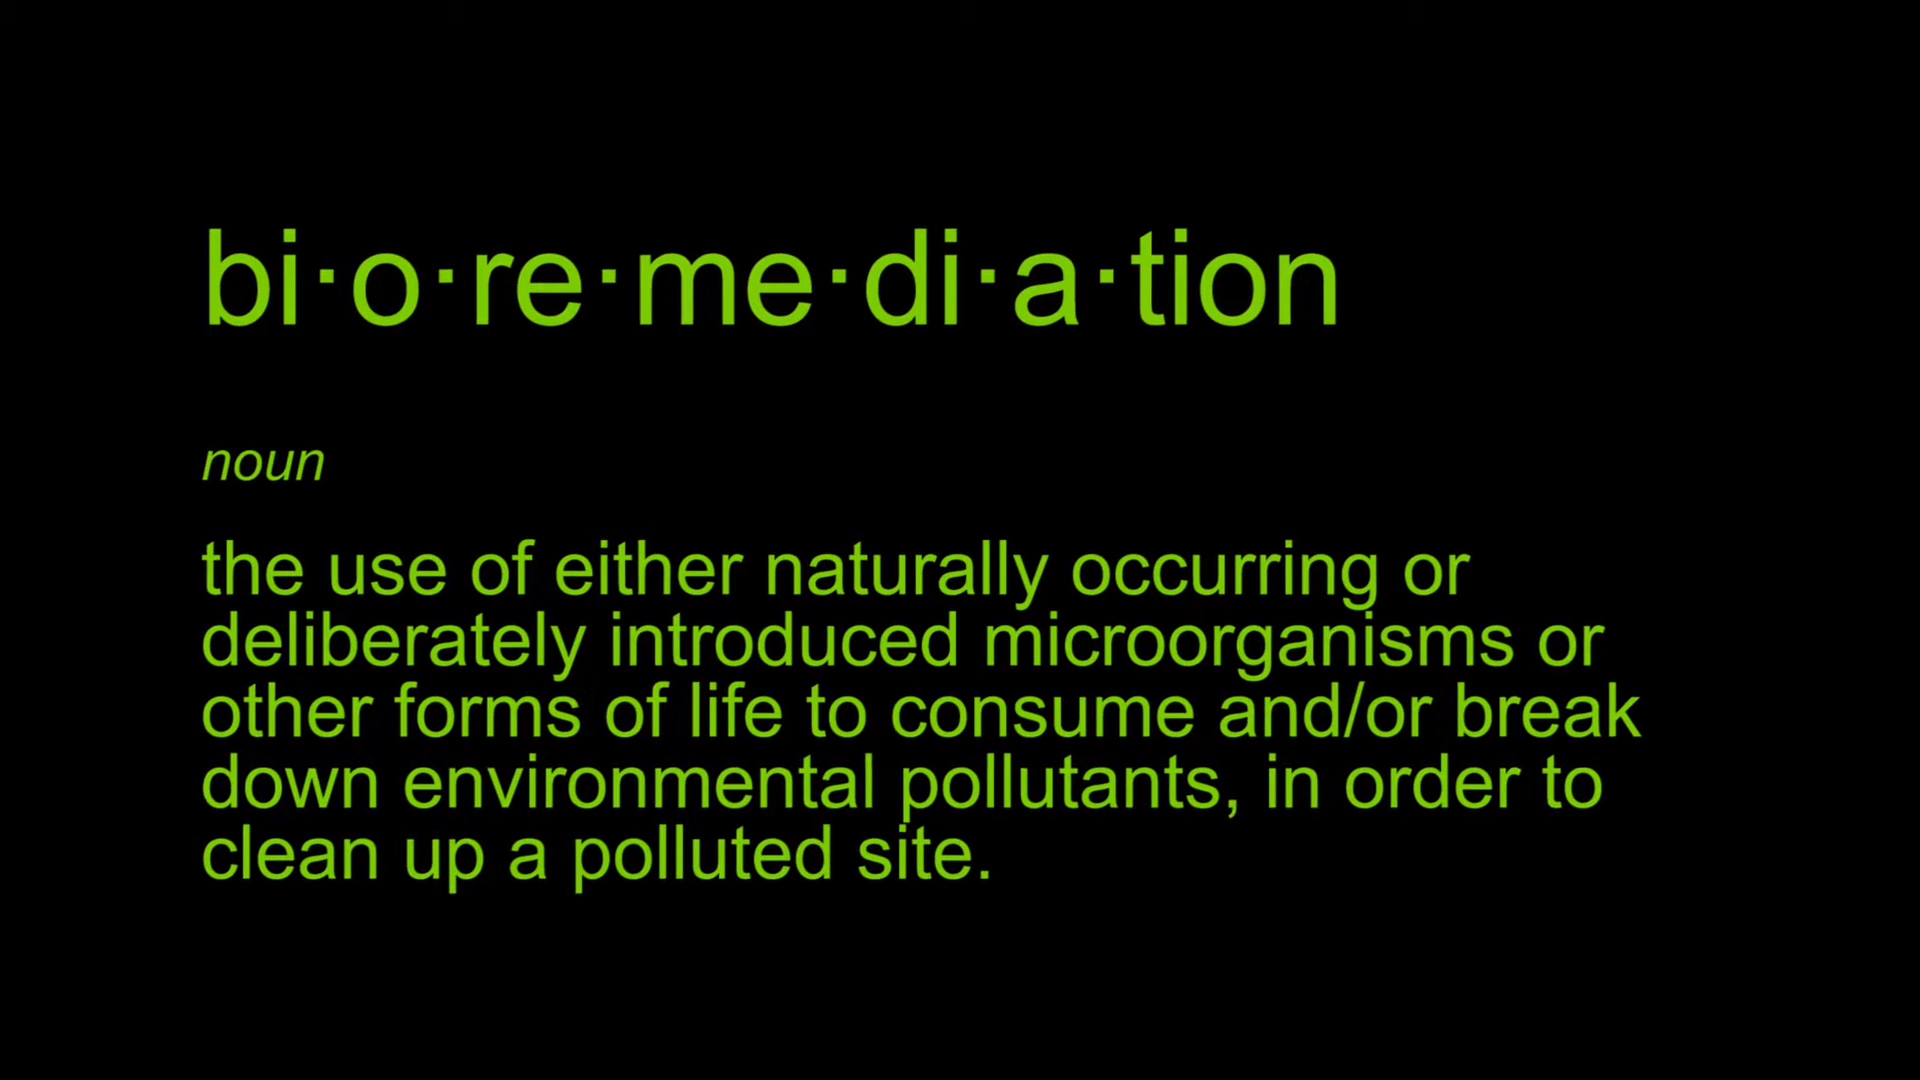 bi·o·re·me·di·a·tion
noun
the use of either naturally occurring or
deliberately introduced microorganisms or
other forms of life to consume and/or break
down environmental pollutants, in order to
clean up a polluted site.